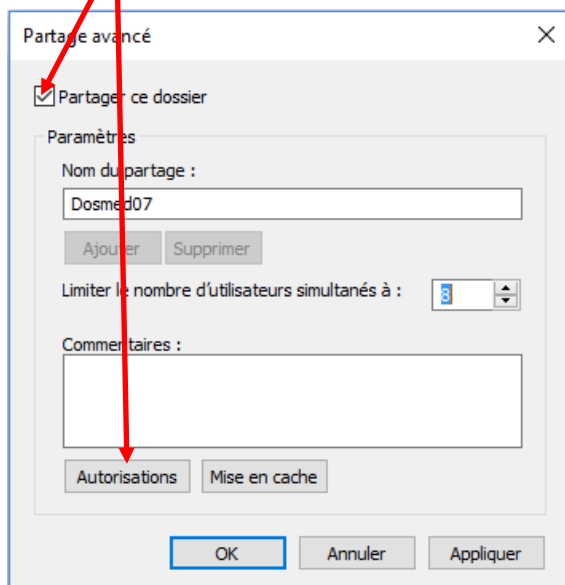 Partage avancé
Partager ce dossier
Paramètres
Nom du partage :
Dosmed07
Ajouter Supprimer
Limiter le nombre d'utilisateurs simultanés à : 8
Commentaires :
Autorisations Mise en cache
OK Annuler Appliquer